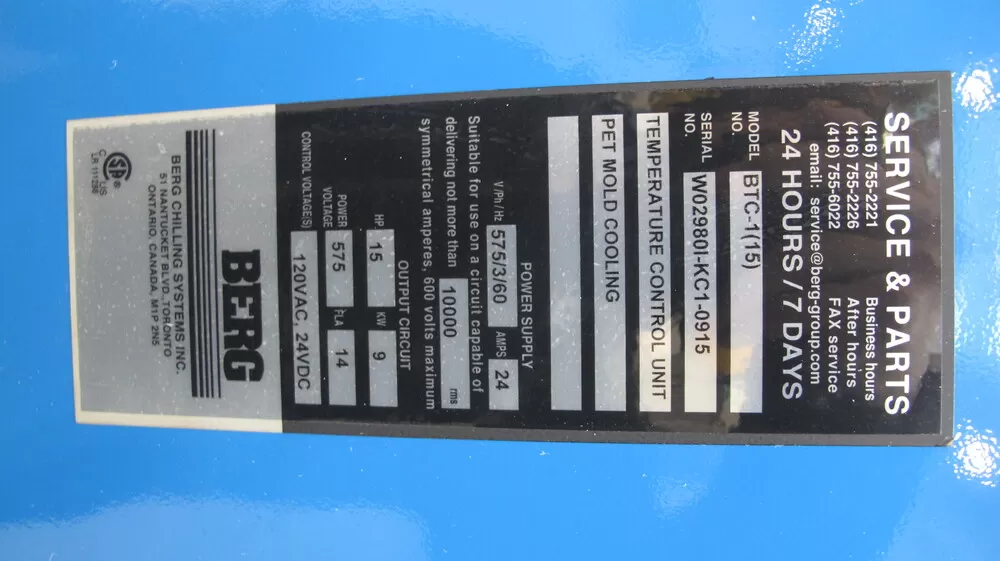 SERVICE & PARTS
(416) 755-2221 Business hours
(416) 755-2226 After hours
(416) 755-6022 FAX service
email: service@berg-group.com
24 HOURS / 7 DAYS
MODEL NO. BTC-1(15)
SERIAL NO. W02980I-KC1-0915
TEMPERATURE CONTROL UNIT
PET MOLD COOLING
POWER SUPPLY
V/Ph/Hz 575/3/60 AMPS 24
Suitable for use on a circuit capable of
delivering not more than 10000 rms
symmetrical amperes, 600 volts maximum
OUTPUT CIRCUIT
HP 15 KW 9
POWER VOLTAGE 575 FLA 14
CONTROL VOLTAGE(S) 120VAC, 24VDC
BERG
BERG CHILLING SYSTEMS INC.
51 NANTUCKET BLVD.,TORONTO
ONTARIO, CANADA, M1P 2N5
C SA ® US
LR 111286